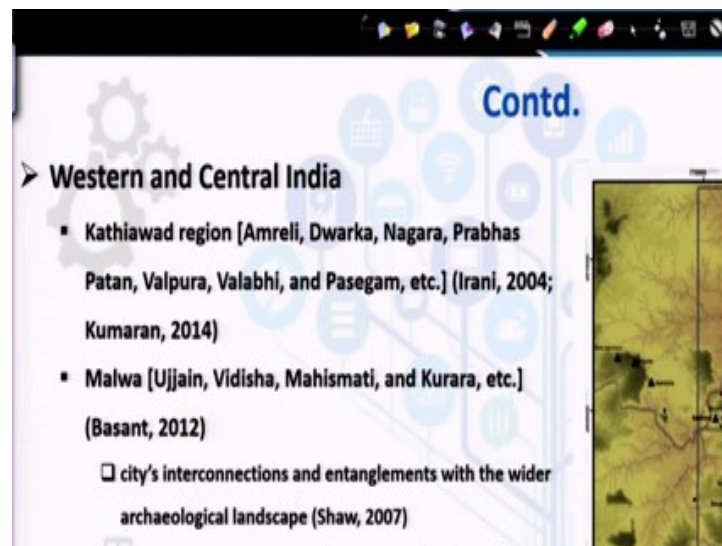 Contd.
Western and Central India
Kathiawad region [Amreli, Dwarka, Nagara, Prabhas
Patan, Valpura, Valabhi, and Pasegam, etc.] (Irani, 2004;
Kumaran, 2014)
Malwa [Ujjain, Vidisha, Mahismati, and Kurara, etc.]
(Basant, 2012)
city's interconnections and entanglements with the wider
archaeological landscape (Shaw, 2007)